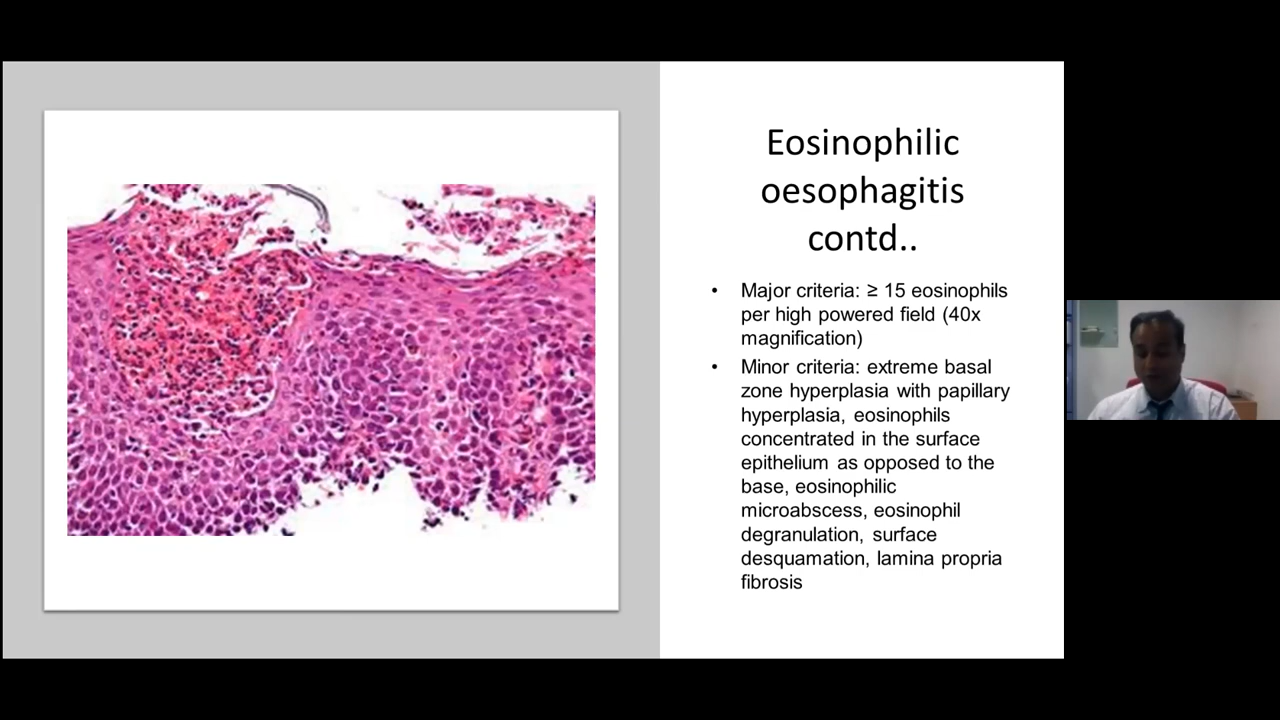 Eosinophilic
oesophagitis
contd..
• Major criteria: ≥ 15 eosinophils
per high powered field (40x
magnification)
• Minor criteria: extreme basal
zone hyperplasia with papillary
hyperplasia, eosinophils
concentrated in the surface
epithelium as opposed to the
base, eosinophilic
microabscess, eosinophil
degranulation, surface
desquamation, lamina propria
fibrosis